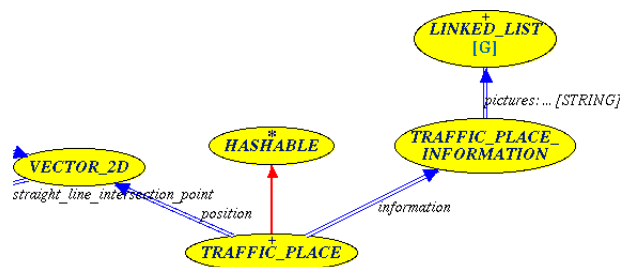 +
LINKED_LIST
[G]
pictures: ... [STRING]
*
HASHABLE
TRAFFIC_PLACE_
INFORMATION
VECTOR_2D
straight_line_intersection_point
position
information
+
TRAFFIC_PLACE